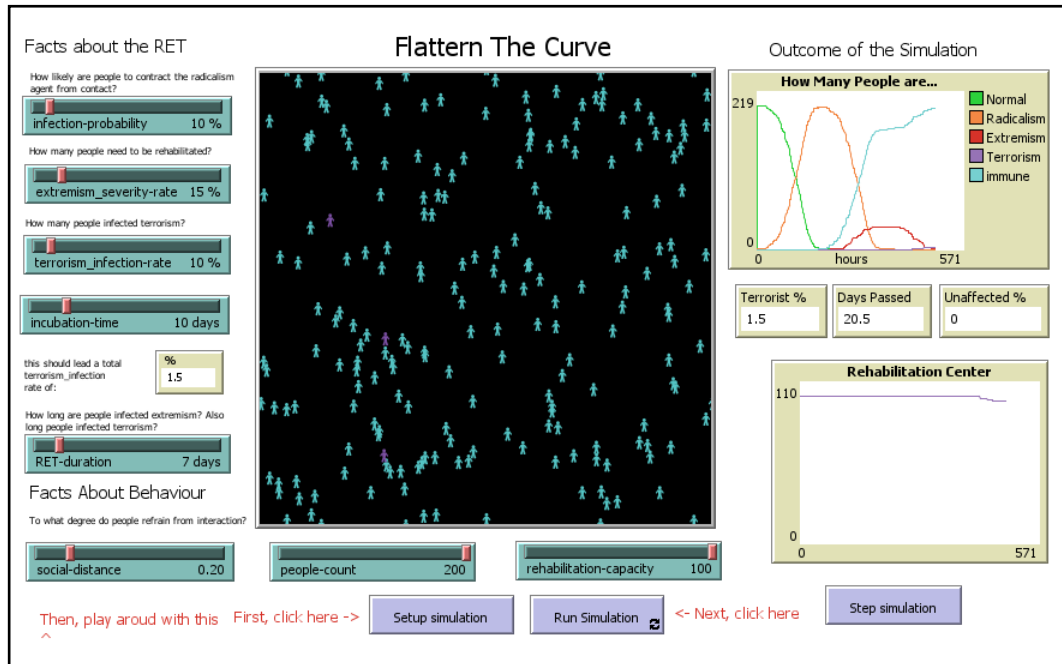 Facts about the RET
Flattern The Curve
Outcome of the Simulation
How likely are people to contract the radicalism
agent from contact?
infection-probability 10 %
How many people need to be rehabilitated?
extremism_severity-rate 15 %
How many people infected terrorism?
terrorism_infection-rate 10 %
incubation-time 10 days
this should lead a total
terrorism_infection
rate of:
%
1.5
How long are people infected extremism? Also
long people infected terrorism?
RET-duration 7 days
Facts About Behaviour
To what degree do people refrain from interaction?
social-distance 0.20
people-count 200
rehabilitation-capacity 100
How Many People are...
219
0
0 hours 571
Normal
Radicalism
Extremism
Terrorism
immune
Terrorist %
1.5
Days Passed
20.5
Unaffected %
0
Rehabilitation Center
110
0
0 571
Then, play aroud with this
^
First, click here ->
Setup simulation
Run Simulation
<- Next, click here
Step simulation